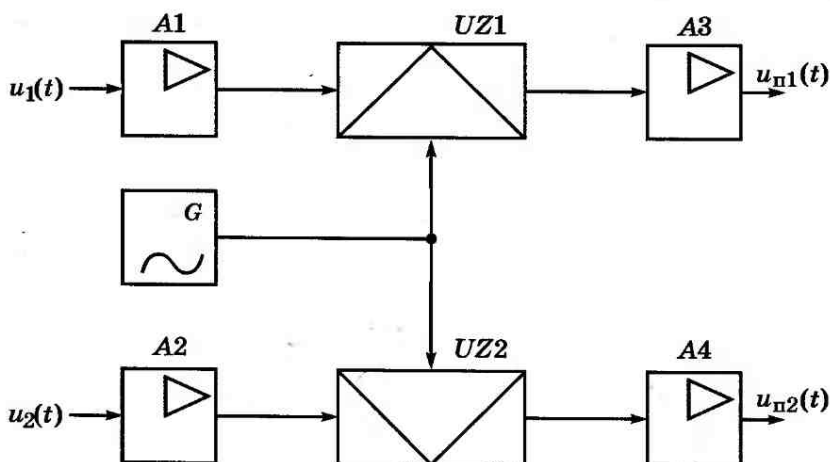 A1 UZ1 A3
u₁(t) uп1(t)
G
A2 UZ2 A4
u₂(t) uп2(t)